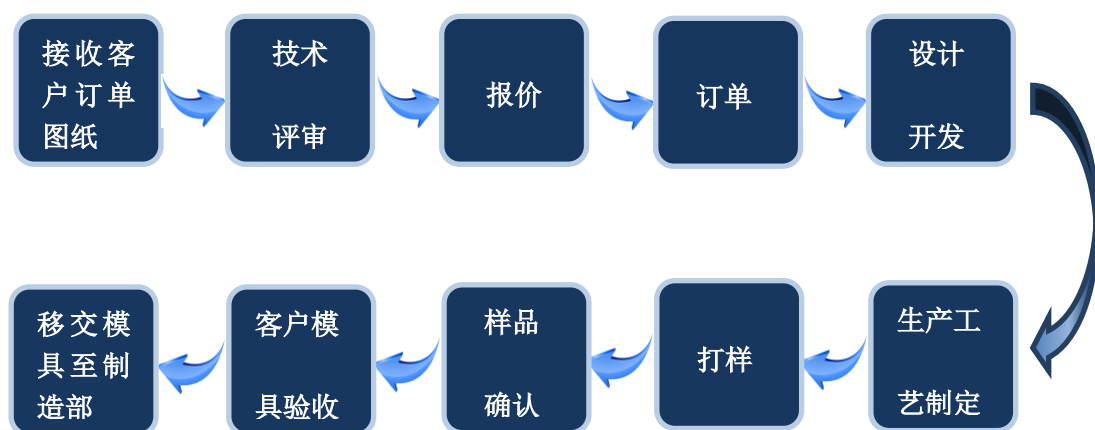 接收客
户订单
图纸
技术
评审
报价
订单
设计
开发
生产工
艺制定
打样
样品
确认
客户模
具验收
移交模
具至制
造部